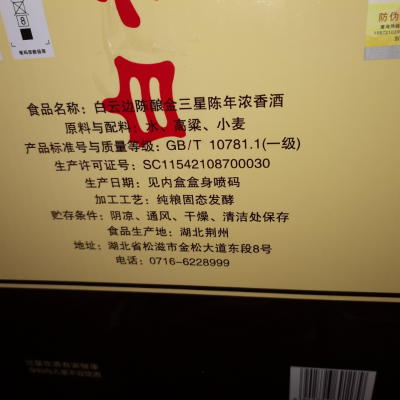 8
防伪
食品名称：白云边陈酿金三星陈年浓香酒
原料与配料：水、高粱、小麦
产品标准号与质量等级：GB/T 10781.1(一级)
生产许可证号：SC11542108700030
生产日期：见内盒盒身喷码
加工工艺：纯粮固态发酵
贮存条件：阴凉、通风、干燥、清洁处保存
食品生产地：湖北荆州
地址：湖北省松滋市金松大道东段8号
电话：0716-6228999